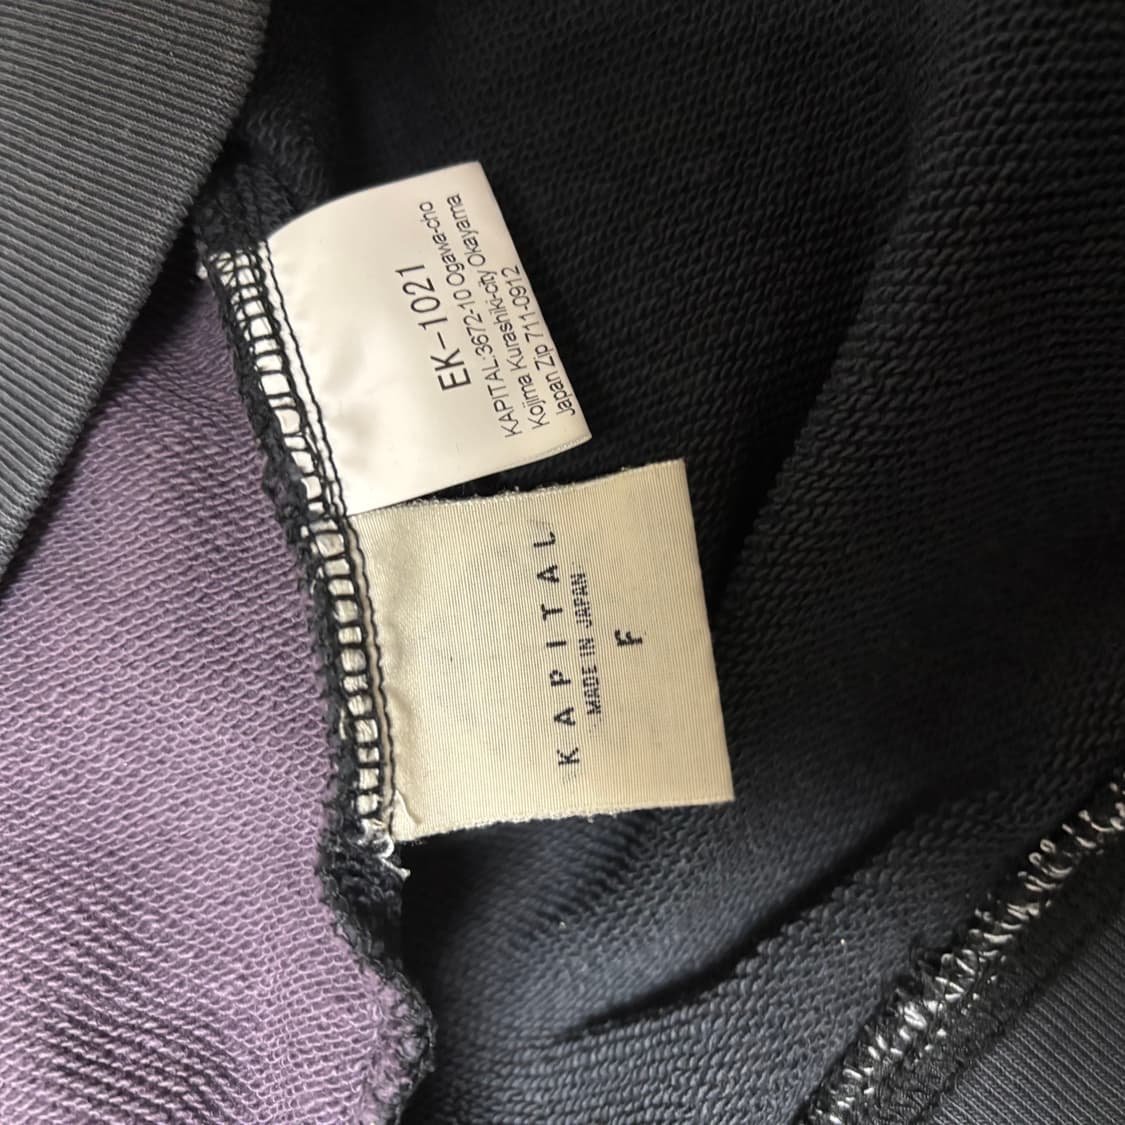 EK-1021
KAPITAL:3672-10 Ogawa-cho
Kojima Kurashiki-city Okayama
Japan Zip 711-0912
KAPITAL
MADE IN JAPAN
F